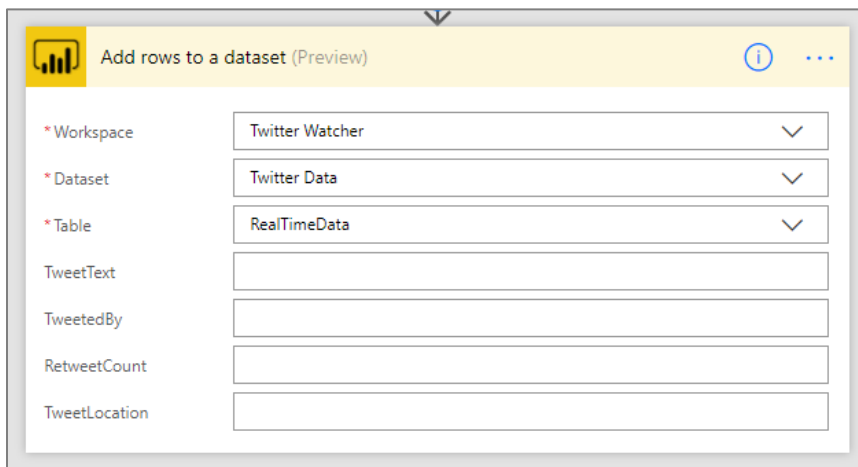 Add rows to a dataset (Preview)
* Workspace Twitter Watcher
* Dataset Twitter Data
* Table RealTimeData
TweetText
TweetedBy
RetweetCount
TweetLocation